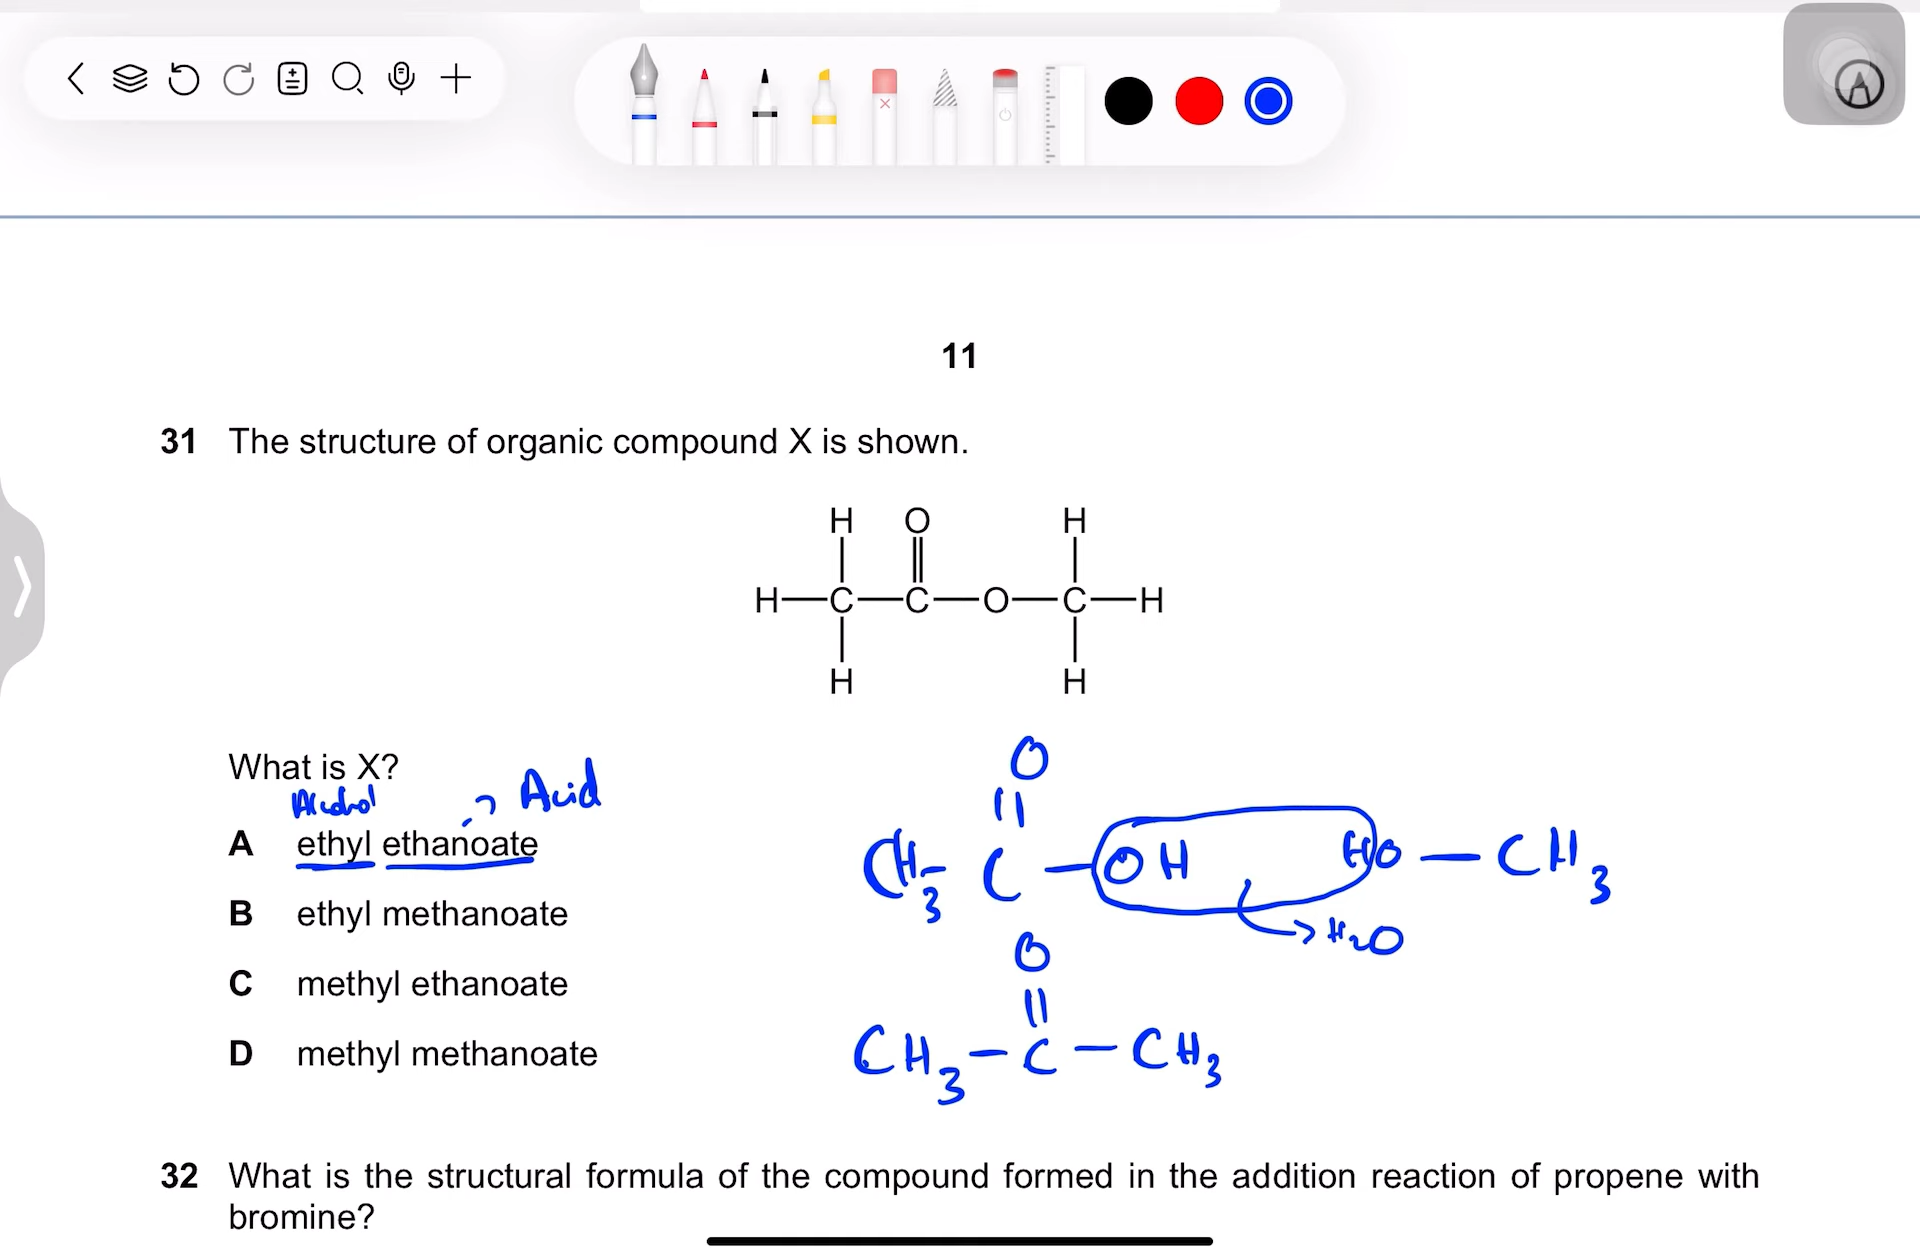 11
31 The structure of organic compound X is shown.
H O H
H C C O C H
H H
What is X?
Alcohol
Acid
A ethyl ethanoate
B ethyl methanoate
C methyl ethanoate
D methyl methanoate
O
CH3 C OH HO CH3
H2O
O
CH3 - C - CH3
32 What is the structural formula of the compound formed in the addition reaction of propene with
bromine?